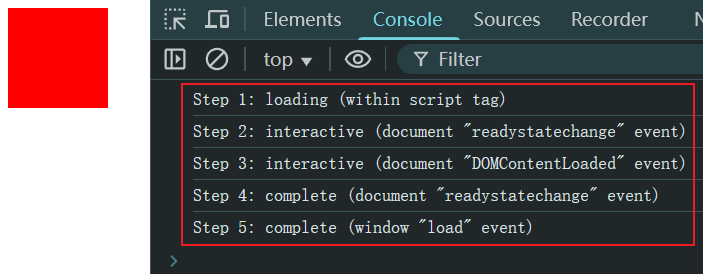 Elements Console Sources Recorder
top ▼ Filter
Step 1: loading (within script tag)
Step 2: interactive (document "readystatechange" event)
Step 3: interactive (document "DOMContentLoaded" event)
Step 4: complete (document "readystatechange" event)
Step 5: complete (window "load" event)
>